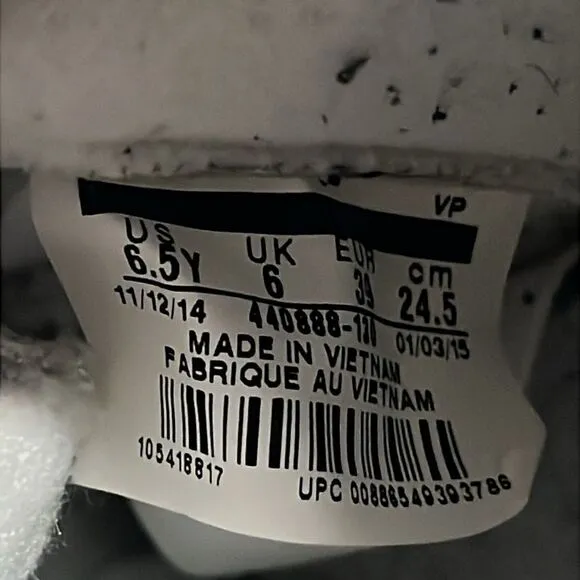 VP
US UK EUR cm
6.5Y 6 39 24.5
11/12/14 440888-130 01/03/15
MADE IN VIETNAM
FABRIQUE AU VIETNAM
105418817
UPC 00886549393786